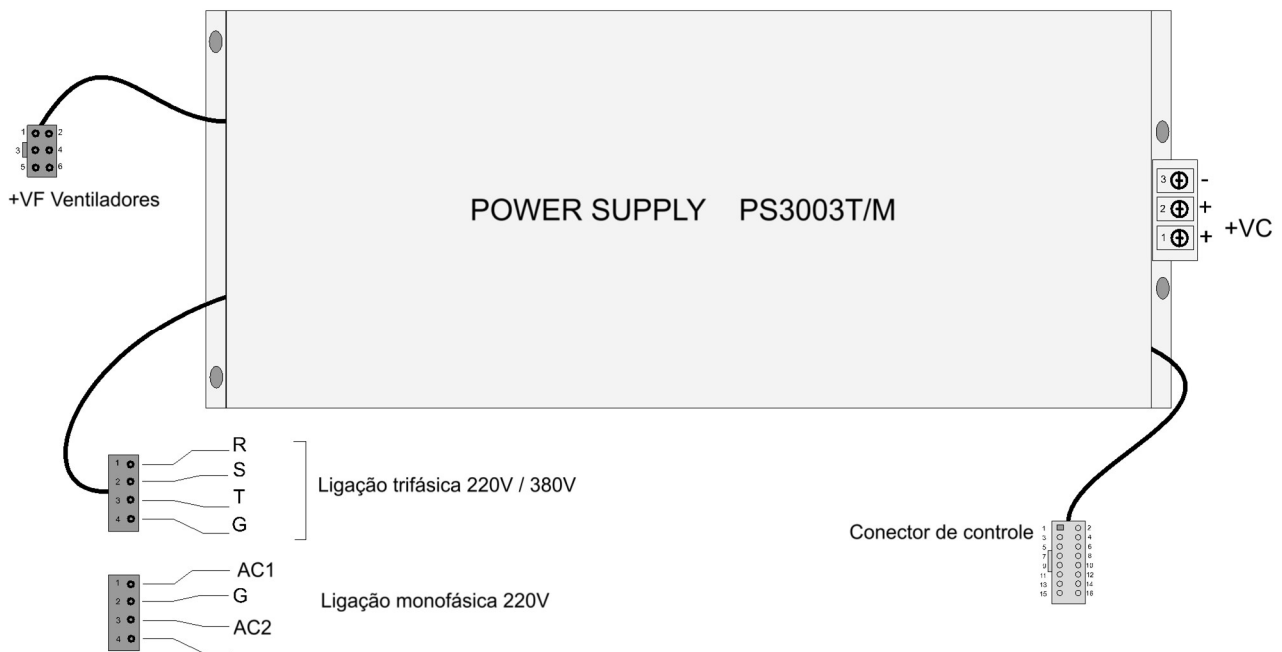 POWER SUPPLY PS3003T/M
1 2
3 4
5 6
+VF Ventiladores
3 -
2 +
1 +
+VC
1 R
2 S
3 T
4 G
Ligação trifásica 220V / 380V
1 AC1
2 G
3 AC2
4
Ligação monofásica 220V
Conector de controle
1 2
3 4
5 6
7 8
9 10
11 12
13 14
15 16